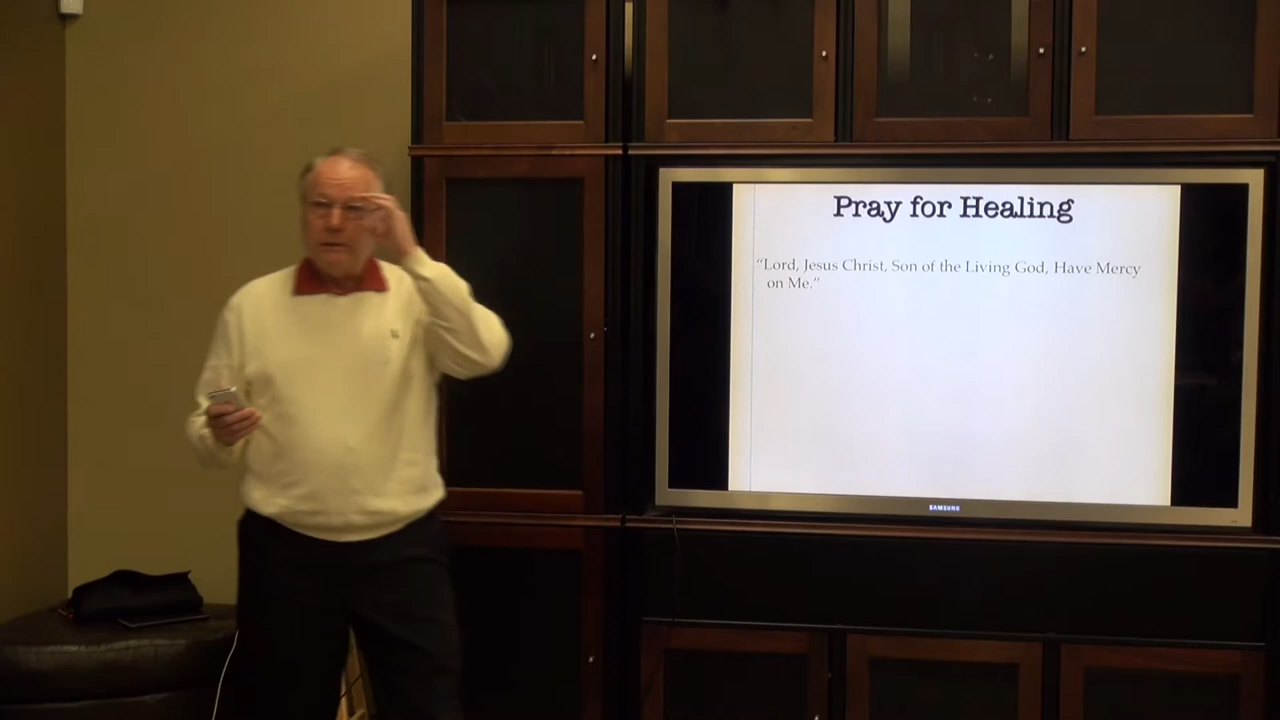 Pray for Healing
“Lord, Jesus Christ, Son of the Living God, Have Mercy
on Me.”
SAMSUNG